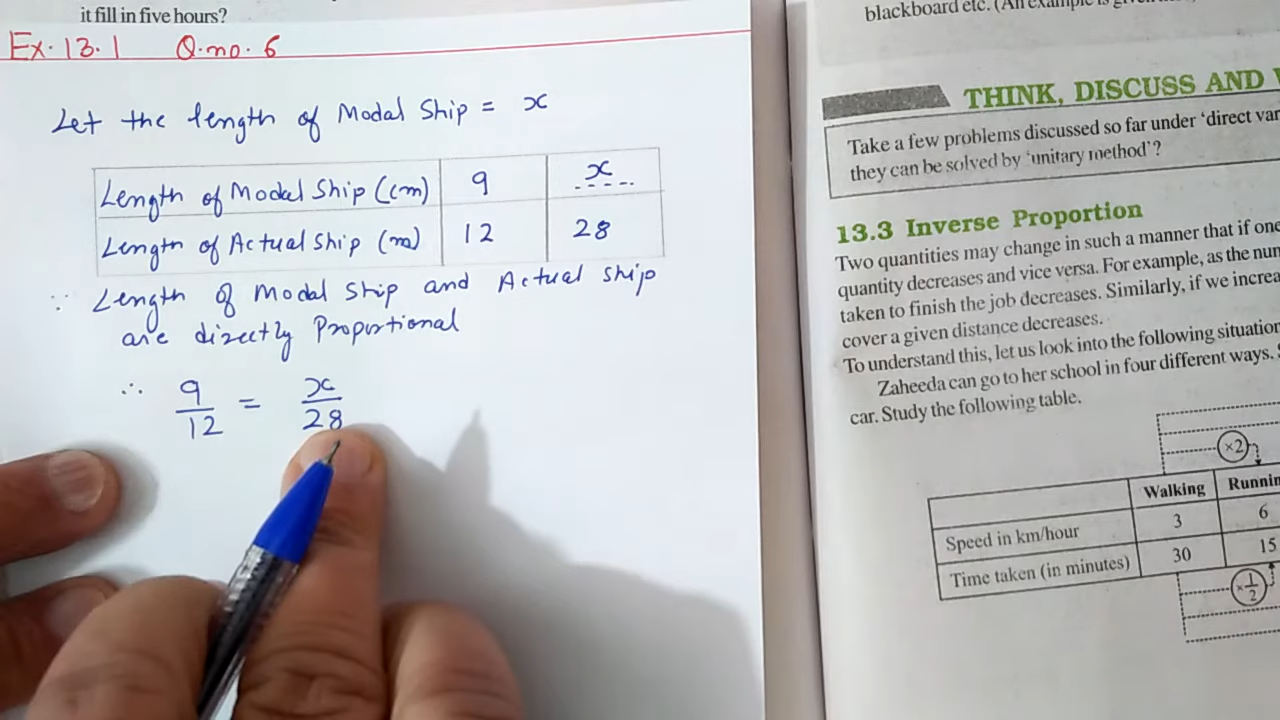 it fill in five hours?
Ex. 13.1 Q.no. 6
Let the length of Modal Ship = x
Length of Modal Ship (cm) 9 x
Length of Actual Ship (m) 12 28
∵ Length of Modal Ship and Actual ship
are directly Proportional
∴ 9/12 = x/28
blackboard etc. (An example is
THINK, DISCUSS AND
Take a few problems discussed so far under ‘direct
they can be solved by ‘unitary method’?
13.3 Inverse Proportion
Two quantities may change in such a manner that if one
quantity decreases and vice versa. For example, as the
taken to finish the job decreases. Similarly, if we
cover a given distance decreases.
To understand this, let us look into the following
Zaheeda can go to her school in four different ways.
car. Study the following table.
×2
Walking
Speed in km/hour 3 6
Time taken (in minutes) 30 15
×1/2